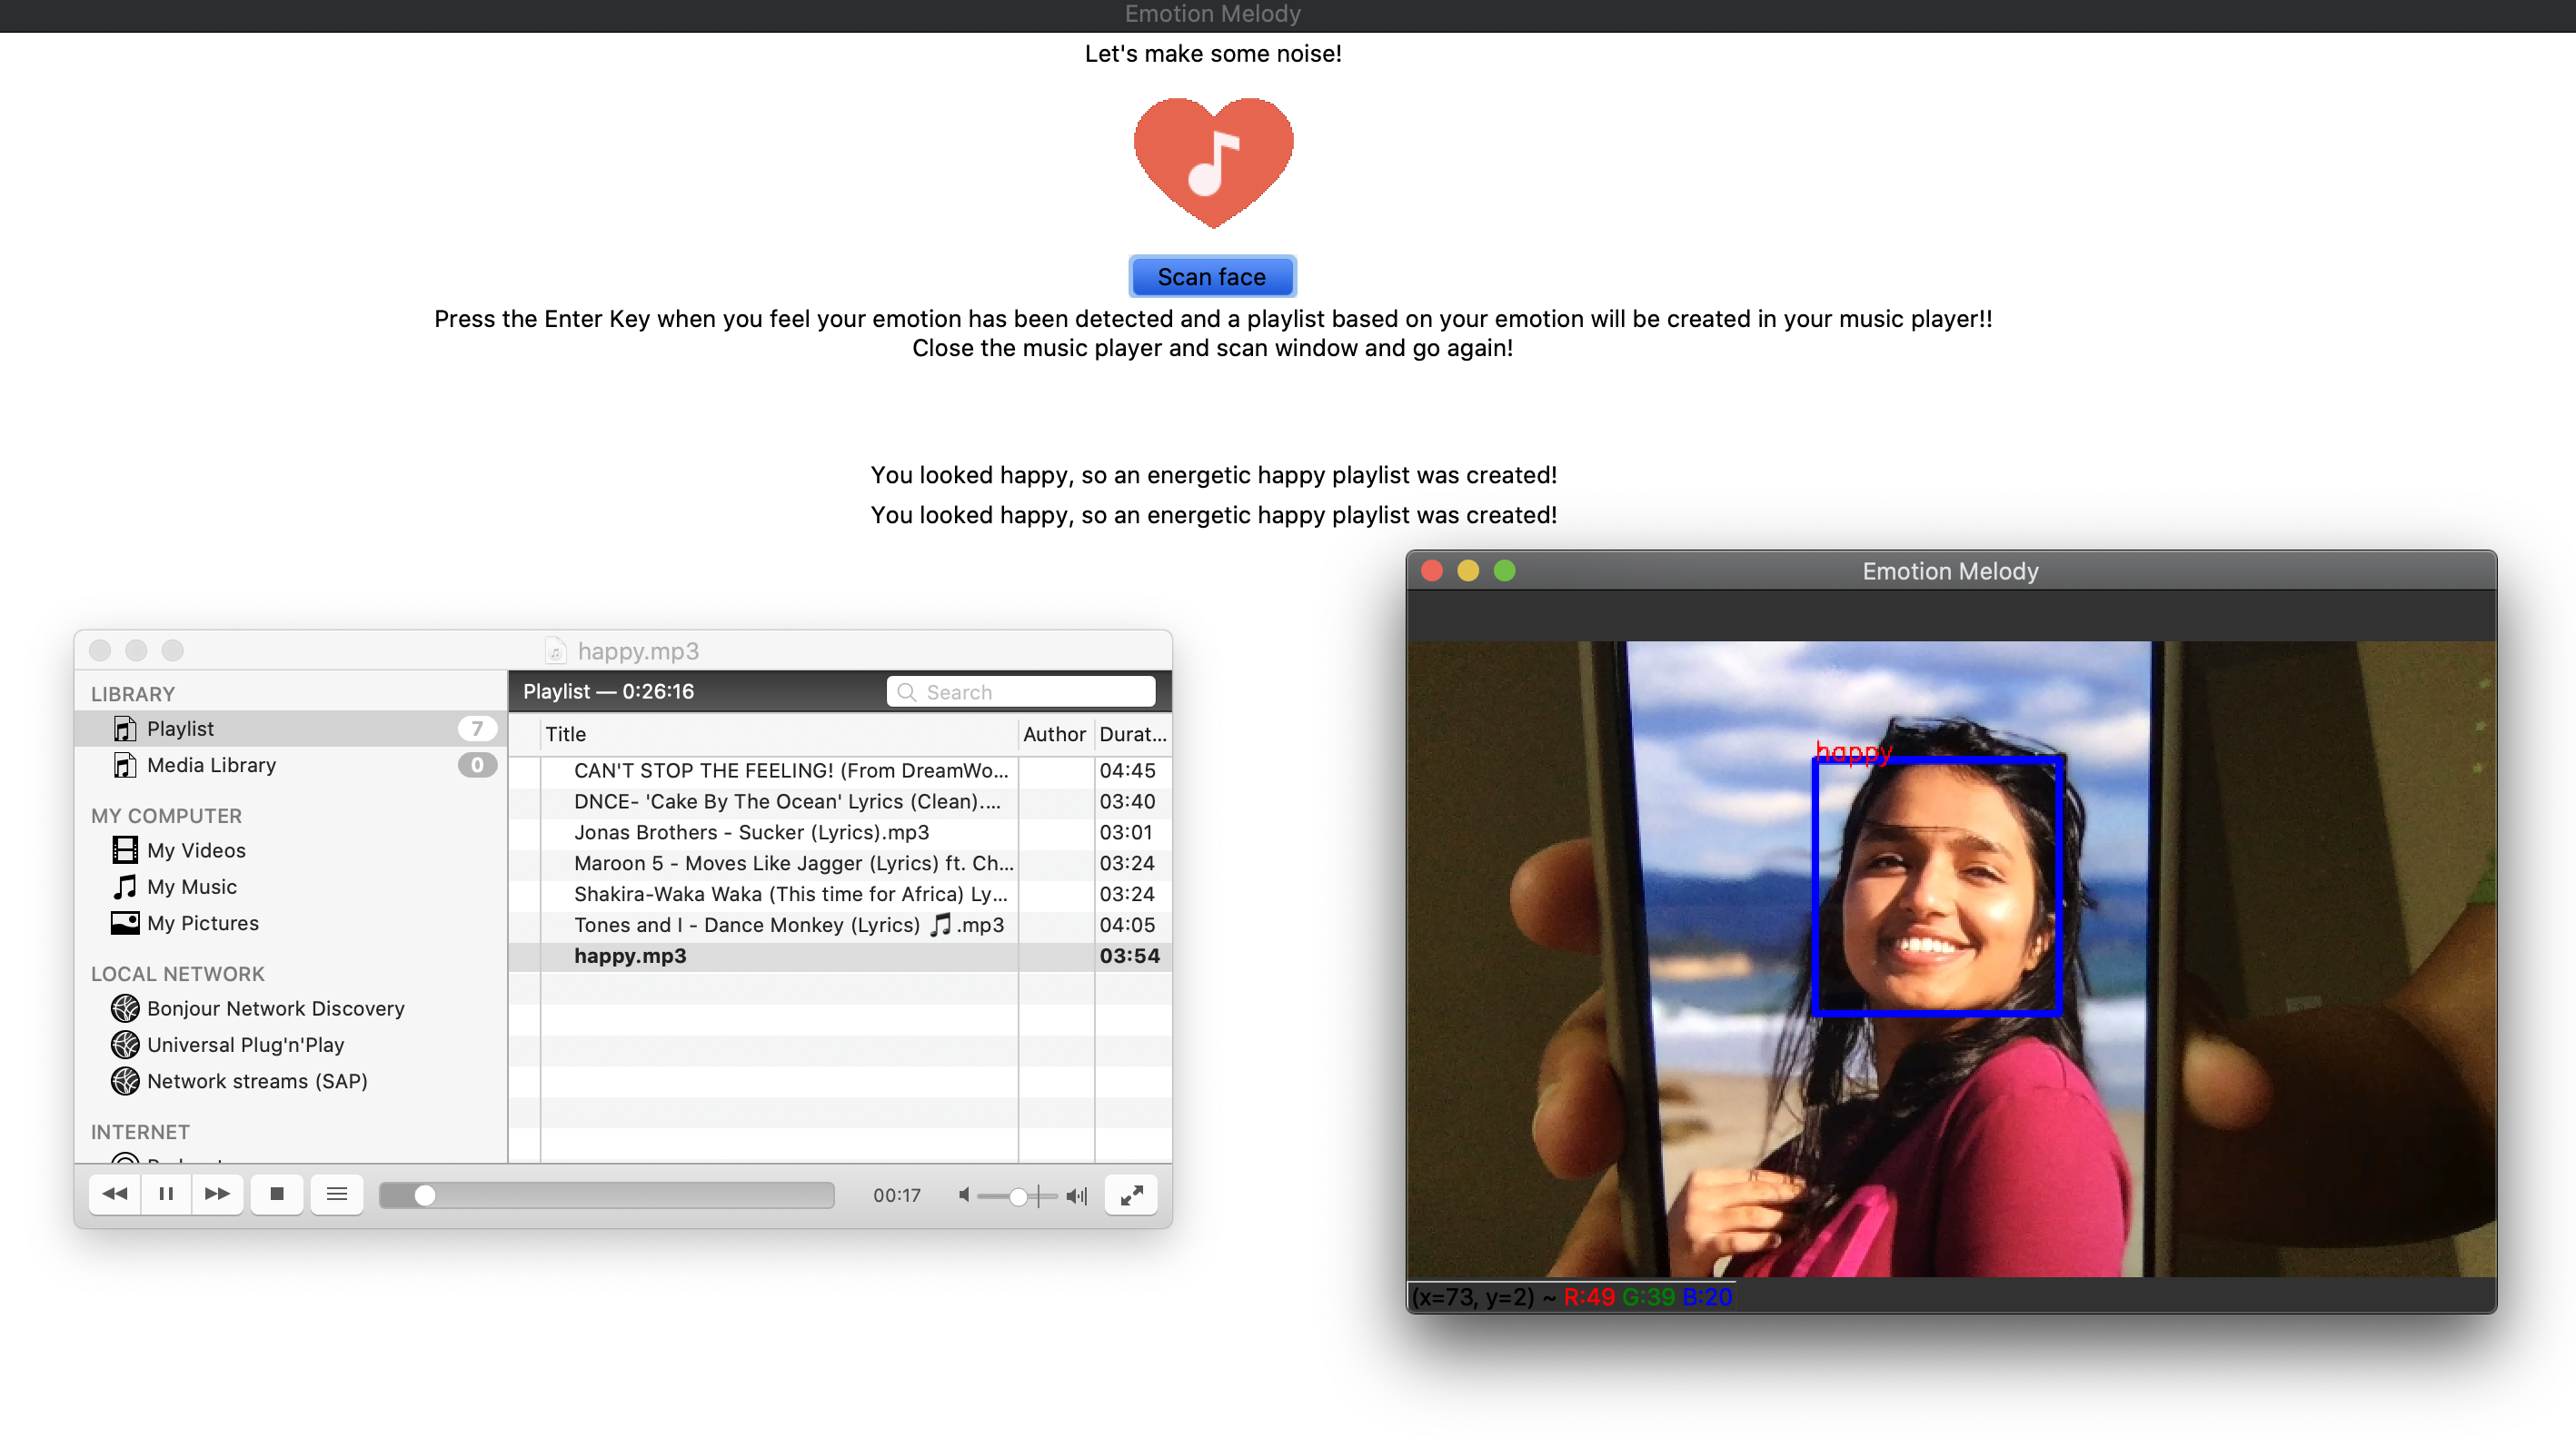 Emotion Melody
Let's make some noise!
Scan face
Press the Enter Key when you feel your emotion has been detected and a playlist based on your emotion will be created in your music player!!
Close the music player and scan window and go again!
You looked happy, so an energetic happy playlist was created!
You looked happy, so an energetic happy playlist was created!
happy.mp3
LIBRARY
Playlist 7
Media Library 0
MY COMPUTER
My Videos
My Music
My Pictures
LOCAL NETWORK
Bonjour Network Discovery
Universal Plug'n'Play
Network streams (SAP)
INTERNET
Playlist — 0:26:16 Search
Title Author Durat...
CAN'T STOP THE FEELING! (From DreamWo... 04:45
DNCE- 'Cake By The Ocean' Lyrics (Clean).... 03:40
Jonas Brothers - Sucker (Lyrics).mp3 03:01
Maroon 5 - Moves Like Jagger (Lyrics) ft. Ch... 03:24
Shakira-Waka Waka (This time for Africa) Ly... 03:24
Tones and I - Dance Monkey (Lyrics) 🎵.mp3 04:05
happy.mp3 03:54
00:17
Emotion Melody
happy
(x=73, y=2) ~ R:49 G:39 B:20